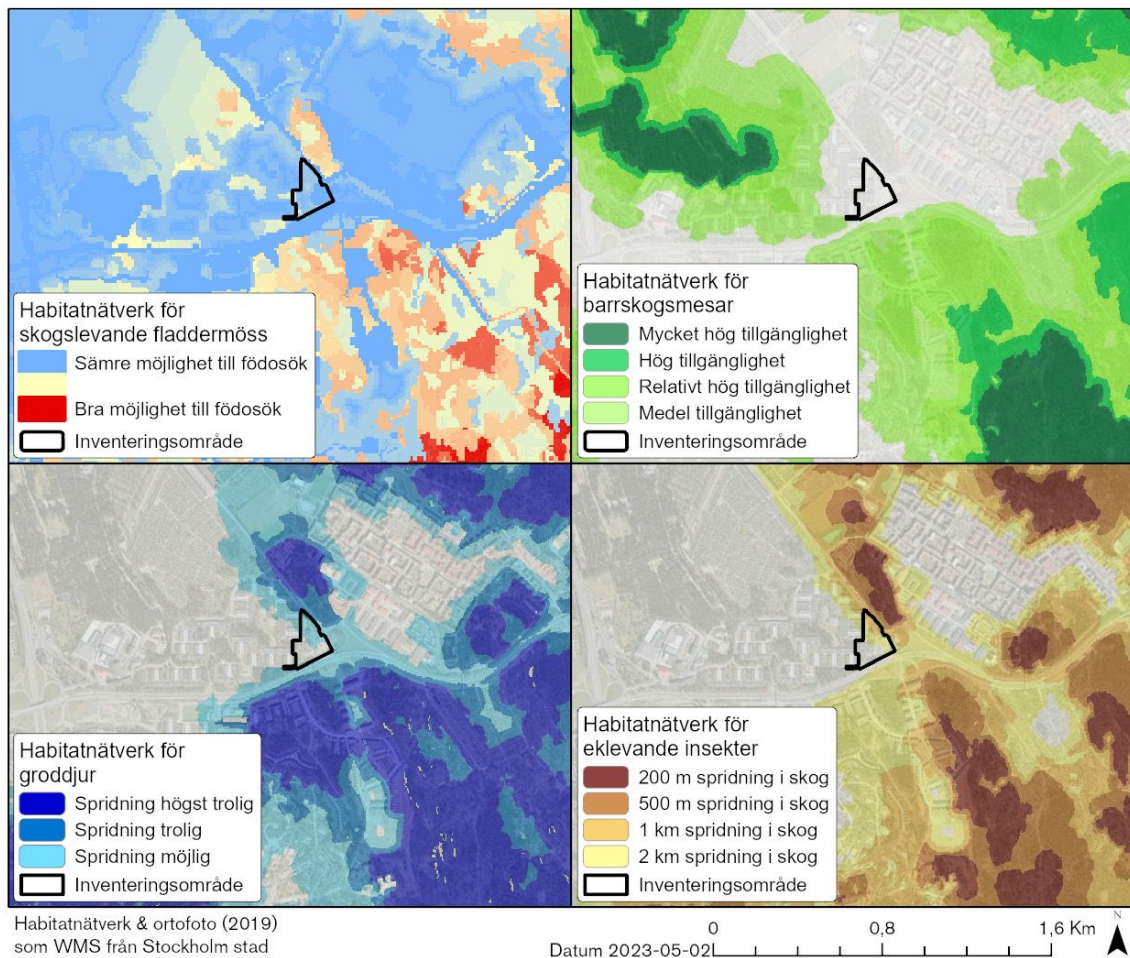 Habitatnätverk för
skogslevande fladdermöss
Sämre möjlighet till födosök
Bra möjlighet till födosök
Inventeringsområde
Habitatnätverk för
barrskogsmesar
Mycket hög tillgänglighet
Hög tillgänglighet
Relativt hög tillgänglighet
Medel tillgänglighet
Inventeringsområde
Habitatnätverk för
groddjur
Spridning högst trolig
Spridning trolig
Spridning möjlig
Inventeringsområde
Habitatnätverk för
eklevande insekter
200 m spridning i skog
500 m spridning i skog
1 km spridning i skog
2 km spridning i skog
Inventeringsområde
Habitatnätverk & ortofoto (2019)
som WMS från Stockholm stad
Datum 2023-05-02
0 0,8 1,6 Km
N